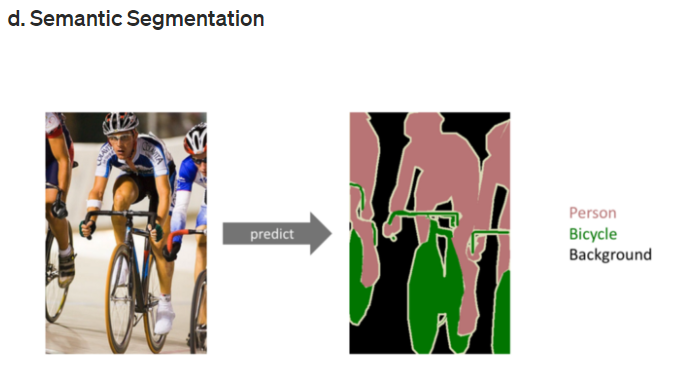 d. Semantic Segmentation
predict
Person
Bicycle
Background